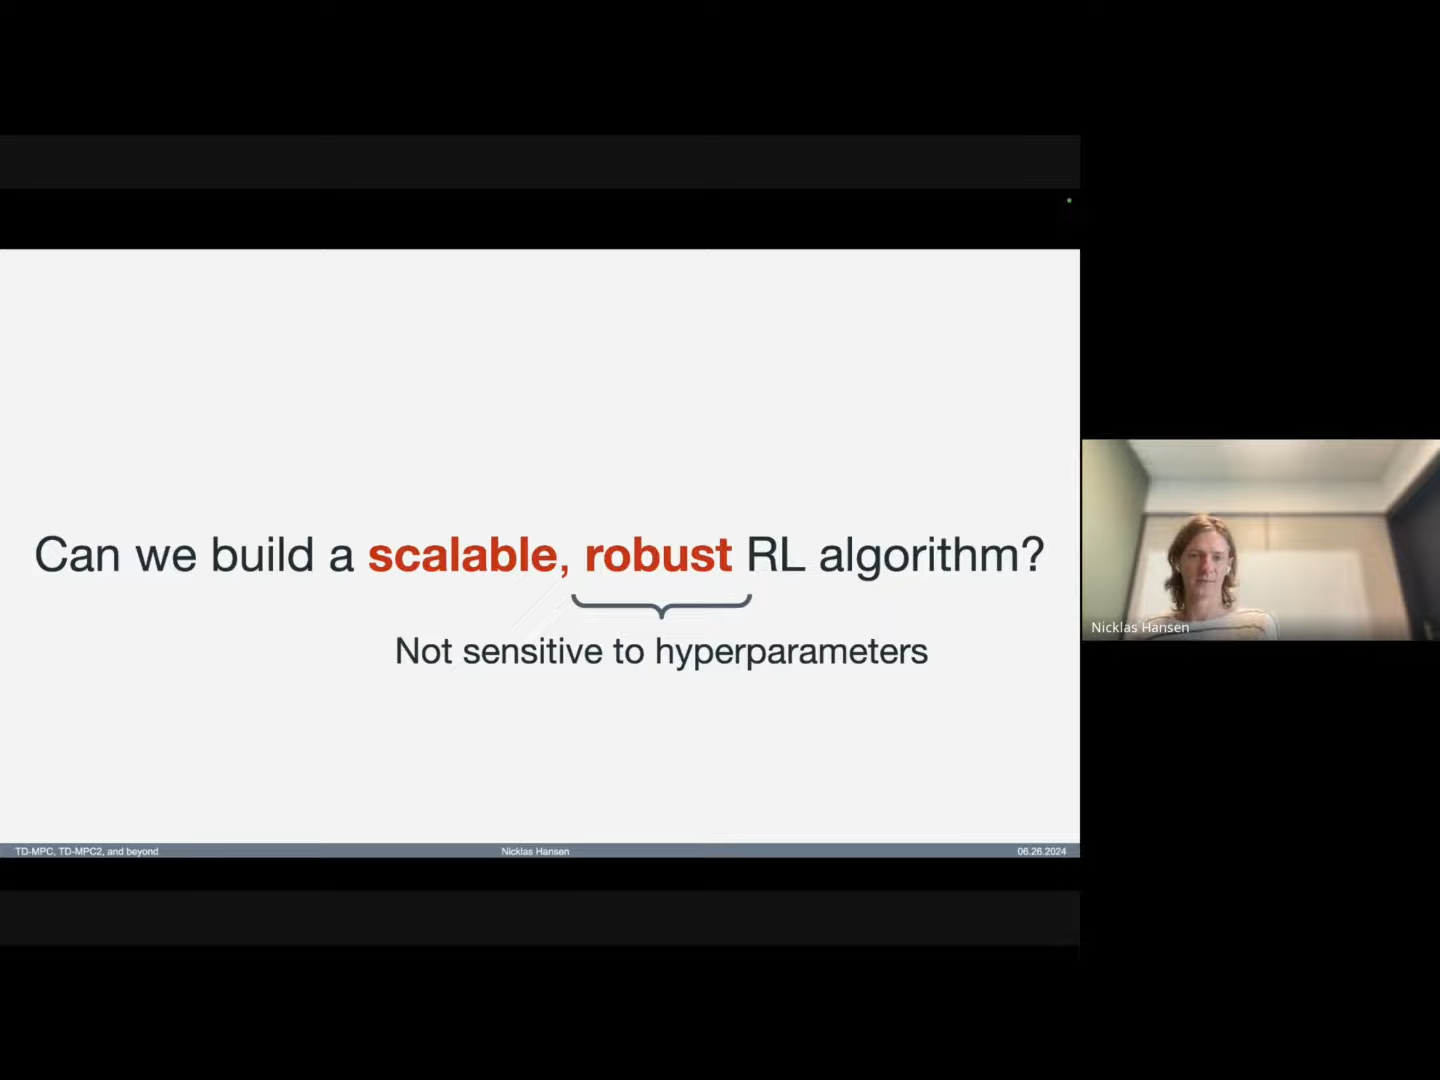 Can we build a scalable, robust RL algorithm?
Not sensitive to hyperparameters
Nicklas Hansen
TD-MPC, TD-MPC2, and beyond
Nicklas Hansen
06.26.2024